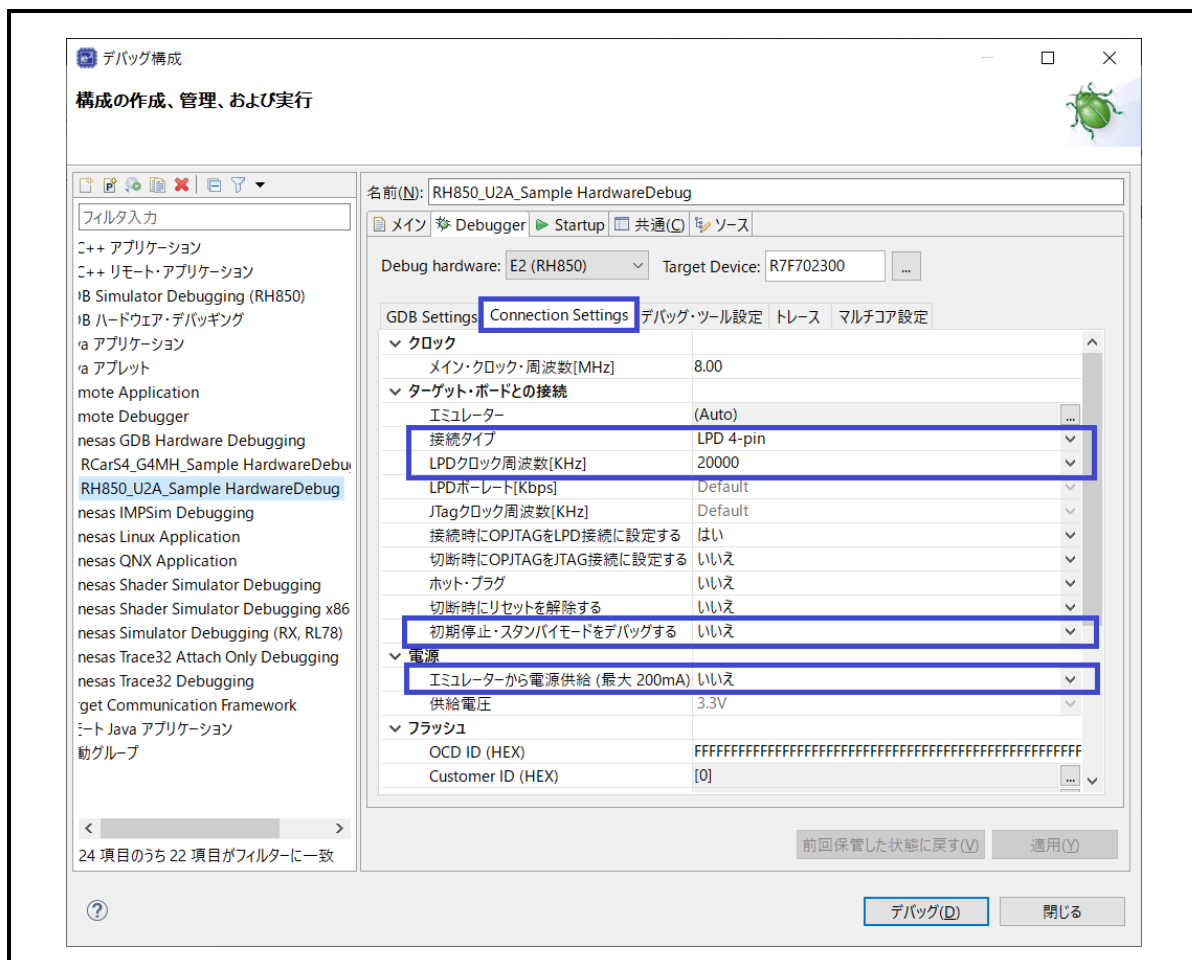 デバッグ構成
構成の作成、管理、および実行
フィルタ入力
C++ アプリケーション
C++ リモート・アプリケーション
B Simulator Debugging (RH850)
B ハードウェア・デバッギング
va アプリケーション
va アプレット
mote Application
mote Debugger
nesas GDB Hardware Debugging
RCarS4_G4MH_Sample HardwareDebu
RH850_U2A_Sample HardwareDebug
nesas IMPSim Debugging
nesas Linux Application
nesas QNX Application
nesas Shader Simulator Debugging
nesas Shader Simulator Debugging x86
nesas Simulator Debugging (RX, RL78)
nesas Trace32 Attach Only Debugging
nesas Trace32 Debugging
get Communication Framework
モート Java アプリケーション
動グループ
24 項目のうち 22 項目がフィルターに一致
名前(N): RH850_U2A_Sample HardwareDebug
メイン Debugger Startup 共通(C) ソース
Debug hardware: E2 (RH850) Target Device: R7F702300 ...
GDB Settings Connection Settings デバッグ・ツール設定 トレース マルチコア設定
クロック
メイン・クロック・周波数[MHz] 8.00
ターゲット・ボードとの接続
エミュレーター (Auto) ...
接続タイプ LPD 4-pin
LPDクロック周波数[KHz] 20000
LPDボーレート[Kbps] Default
JTagクロック周波数[KHz] Default
接続時にOPJTAGをLPD接続に設定する はい
切断時にOPJTAGをJTAG接続に設定する いいえ
ホット・プラグ いいえ
切断時にリセットを解除する いいえ
初期停止・スタンバイモードをデバッグする いいえ
電源
エミュレーターから電源供給 (最大 200mA) いいえ
供給電圧 3.3V
フラッシュ
OCD ID (HEX) FFFFFFFFFFFFFFFFFFFFFFFFFFFFFFFFFFFFFFFFFFFFFFFF
Customer ID (HEX) [0] ...
前回保管した状態に戻す(V) 適用(Y)
デバッグ(D) 閉じる